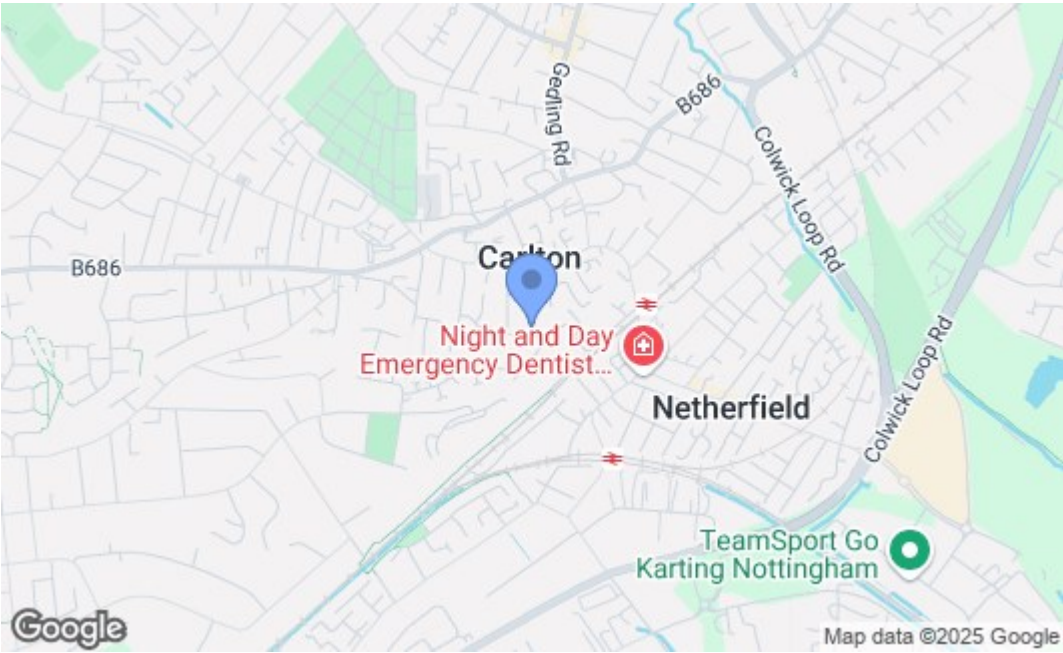 Gedling Rd
B686
Colwick Loop Rd
Carlton
B686
Night and Day
Emergency Dentist...
Netherfield
Colwick Loop Rd
TeamSport Go
Karting Nottingham
Google
Map data ©2025 Google